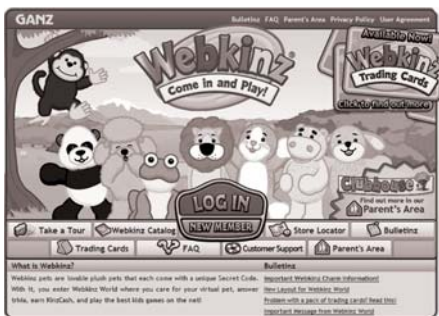 GANZ
Bulletinz FAQ Parent's Area Privacy Policy User Agreement
Available Now!
Webkinz
Trading Cards
Click to find out more
Webkinz
Come in and Play!
Clubhouse
Find out more in our
Parent's Area
LOG IN
NEW MEMBER
Take a Tour Webkinz Catalog Store Locator Bulletinz
Trading Cards FAQ Customer Support Parent's Area
What is Webkinz?
Webkinz pets are lovable plush pets that each come with a unique Secret Code.
With it, you enter Webkinz World where you care for your virtual pet, answer
trivia, earn KinzCash, and play the best kids games on the net!
Bulletinz
Important Webkinz Charm Information!
New Layout for Webkinz World
Problem with a pack of trading cards? Read this!
Important Message from Webkinz World